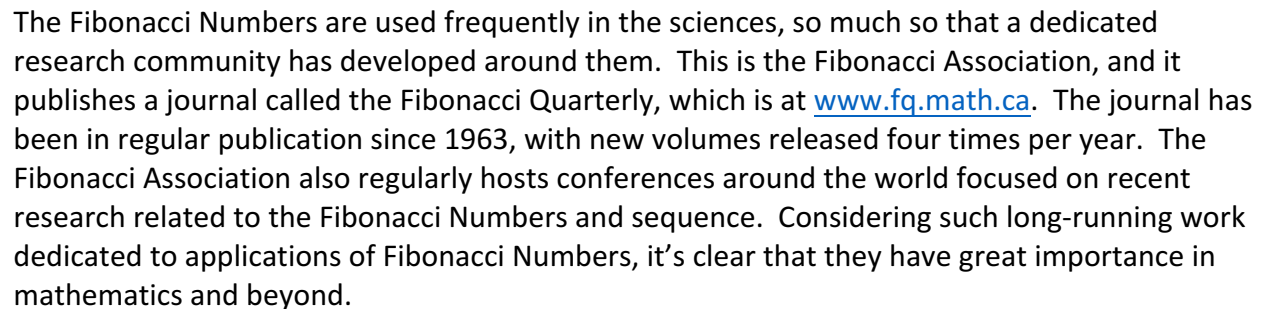 The Fibonacci Numbers are used frequently in the sciences, so much so that a dedicated
research community has developed around them.  This is the Fibonacci Association, and it
publishes a journal called the Fibonacci Quarterly, which is at www.fq.math.ca.  The journal has
been in regular publication since 1963, with new volumes released four times per year.  The
Fibonacci Association also regularly hosts conferences around the world focused on recent
research related to the Fibonacci Numbers and sequence.  Considering such long-running work
dedicated to applications of Fibonacci Numbers, it’s clear that they have great importance in
mathematics and beyond.